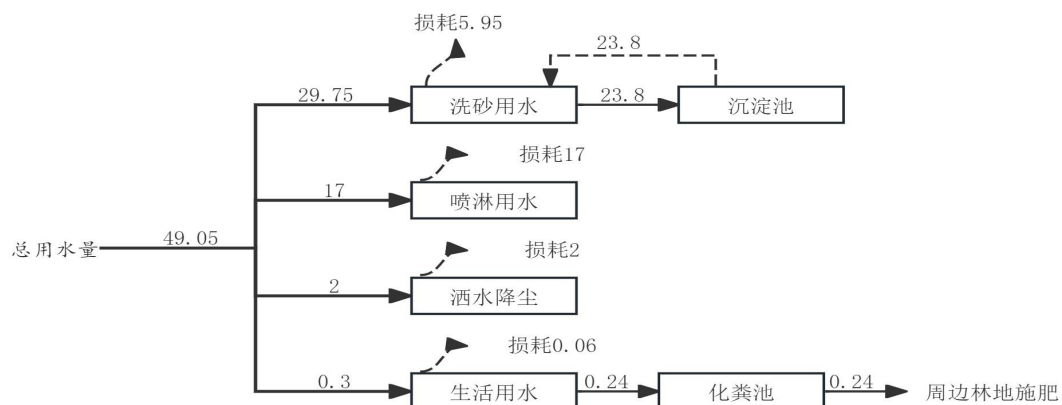 损耗5.95
23.8
29.75
洗砂用水
23.8
沉淀池
损耗17
17
喷淋用水
总用水量
49.05
损耗2
2
洒水降尘
损耗0.06
0.3
生活用水
0.24
化粪池
0.24
周边林地施肥